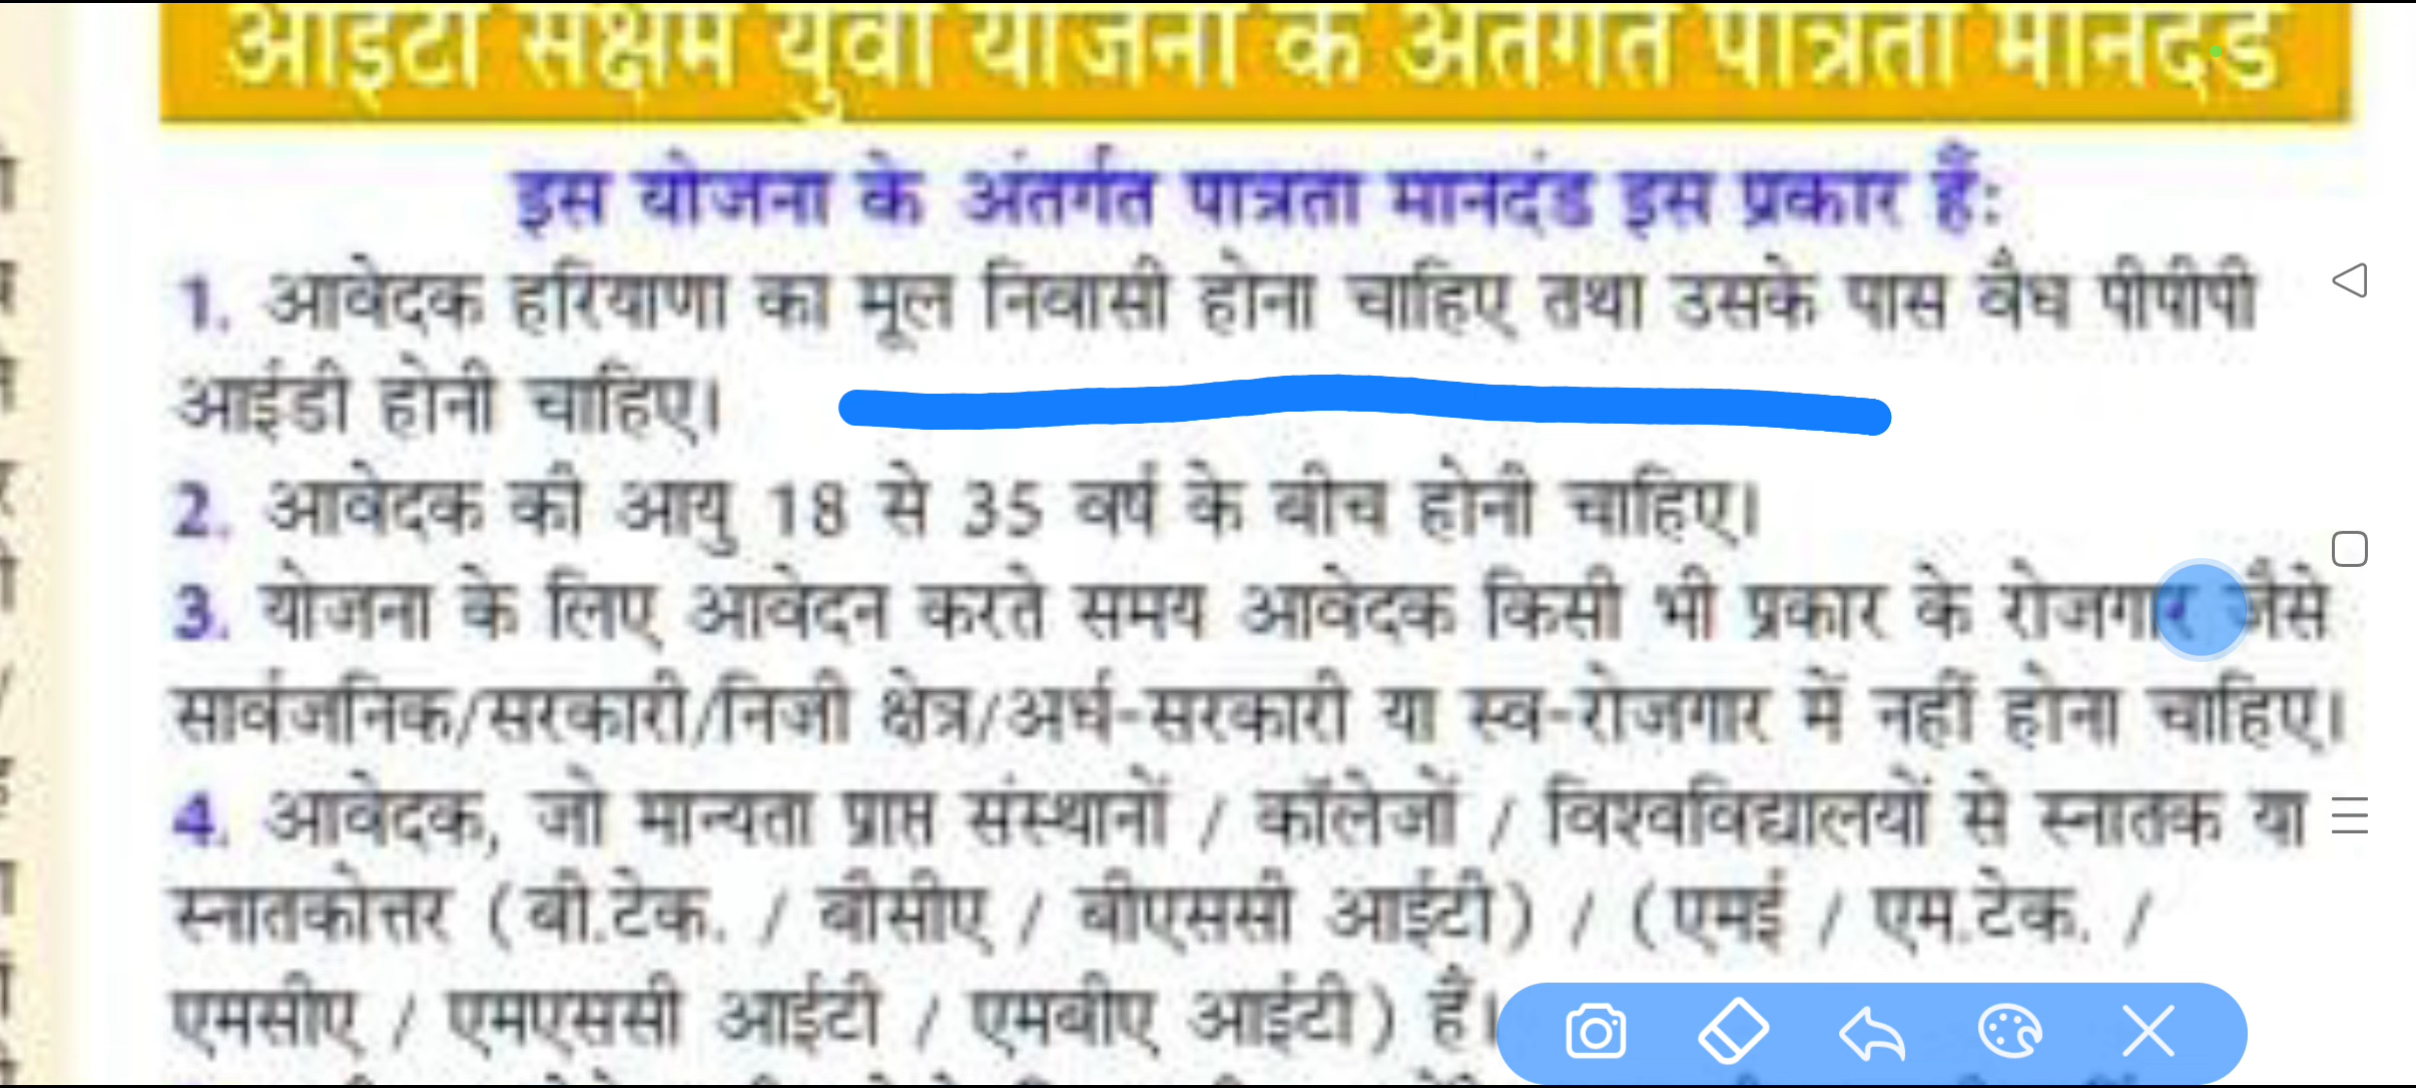 आईटी सक्षम युवा योजना के अंतर्गत पात्रता मानदंड
इस योजना के अंतर्गत पात्रता मानदंड इस प्रकार हैं:
1. आवेदक हरियाणा का मूल निवासी होना चाहिए तथा उसके पास वैध पीपीपी
आईडी होनी चाहिए।
2. आवेदक की आयु 18 से 35 वर्ष के बीच होनी चाहिए।
3. योजना के लिए आवेदन करते समय आवेदक किसी भी प्रकार के रोजगार जैसे
सार्वजनिक/सरकारी/निजी क्षेत्र/अर्ध-सरकारी या स्व-रोजगार में नहीं होना चाहिए।
4. आवेदक, जो मान्यता प्राप्त संस्थानों / कॉलेजों / विश्वविद्यालयों से स्नातक या
स्नातकोत्तर (बी.टेक. / बीसीए / बीएससी आईटी) / (एमई / एम.टेक. /
एमसीए / एमएससी आईटी / एमबीए आईटी) हैं।